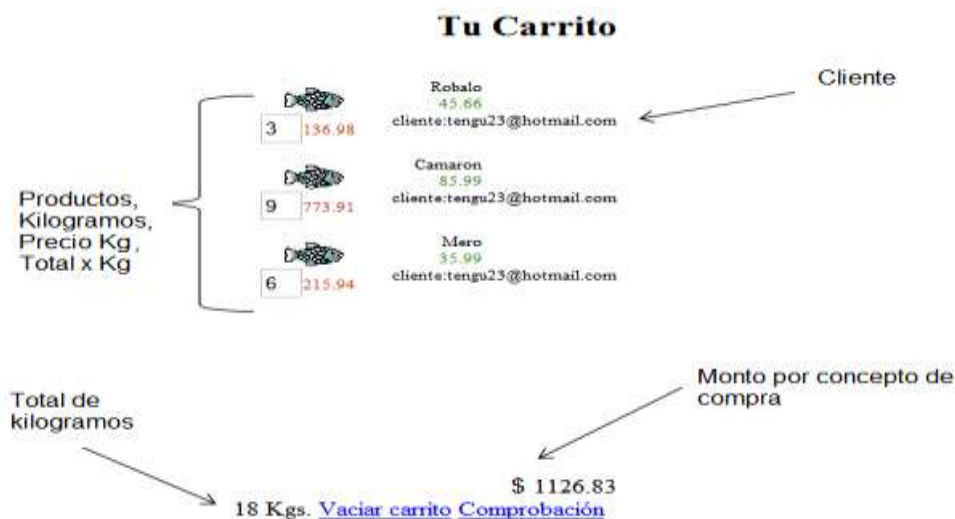 Tu Carrito
Cliente
Robalo
45.66
cliente:tengu23@hotmail.com
3 136.98
Camaron
85.99
cliente:tengu23@hotmail.com
9 773.91
Productos,
Kilogramos,
Precio Kg,
Total x Kg
Mero
35.99
cliente:tengu23@hotmail.com
6 215.94
Monto por concepto de
compra
Total de
kilogramos
$ 1126.83
18 Kgs. Vaciar carrito Comprobación